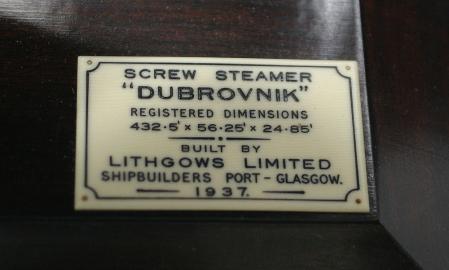 SCREW STEAMER
"DUBROVNIK"
REGISTERED DIMENSIONS
432·5' × 56·25' × 24·85'
BUILT BY
LITHGOWS LIMITED
SHIPBUILDERS PORT-GLASGOW.
1937.